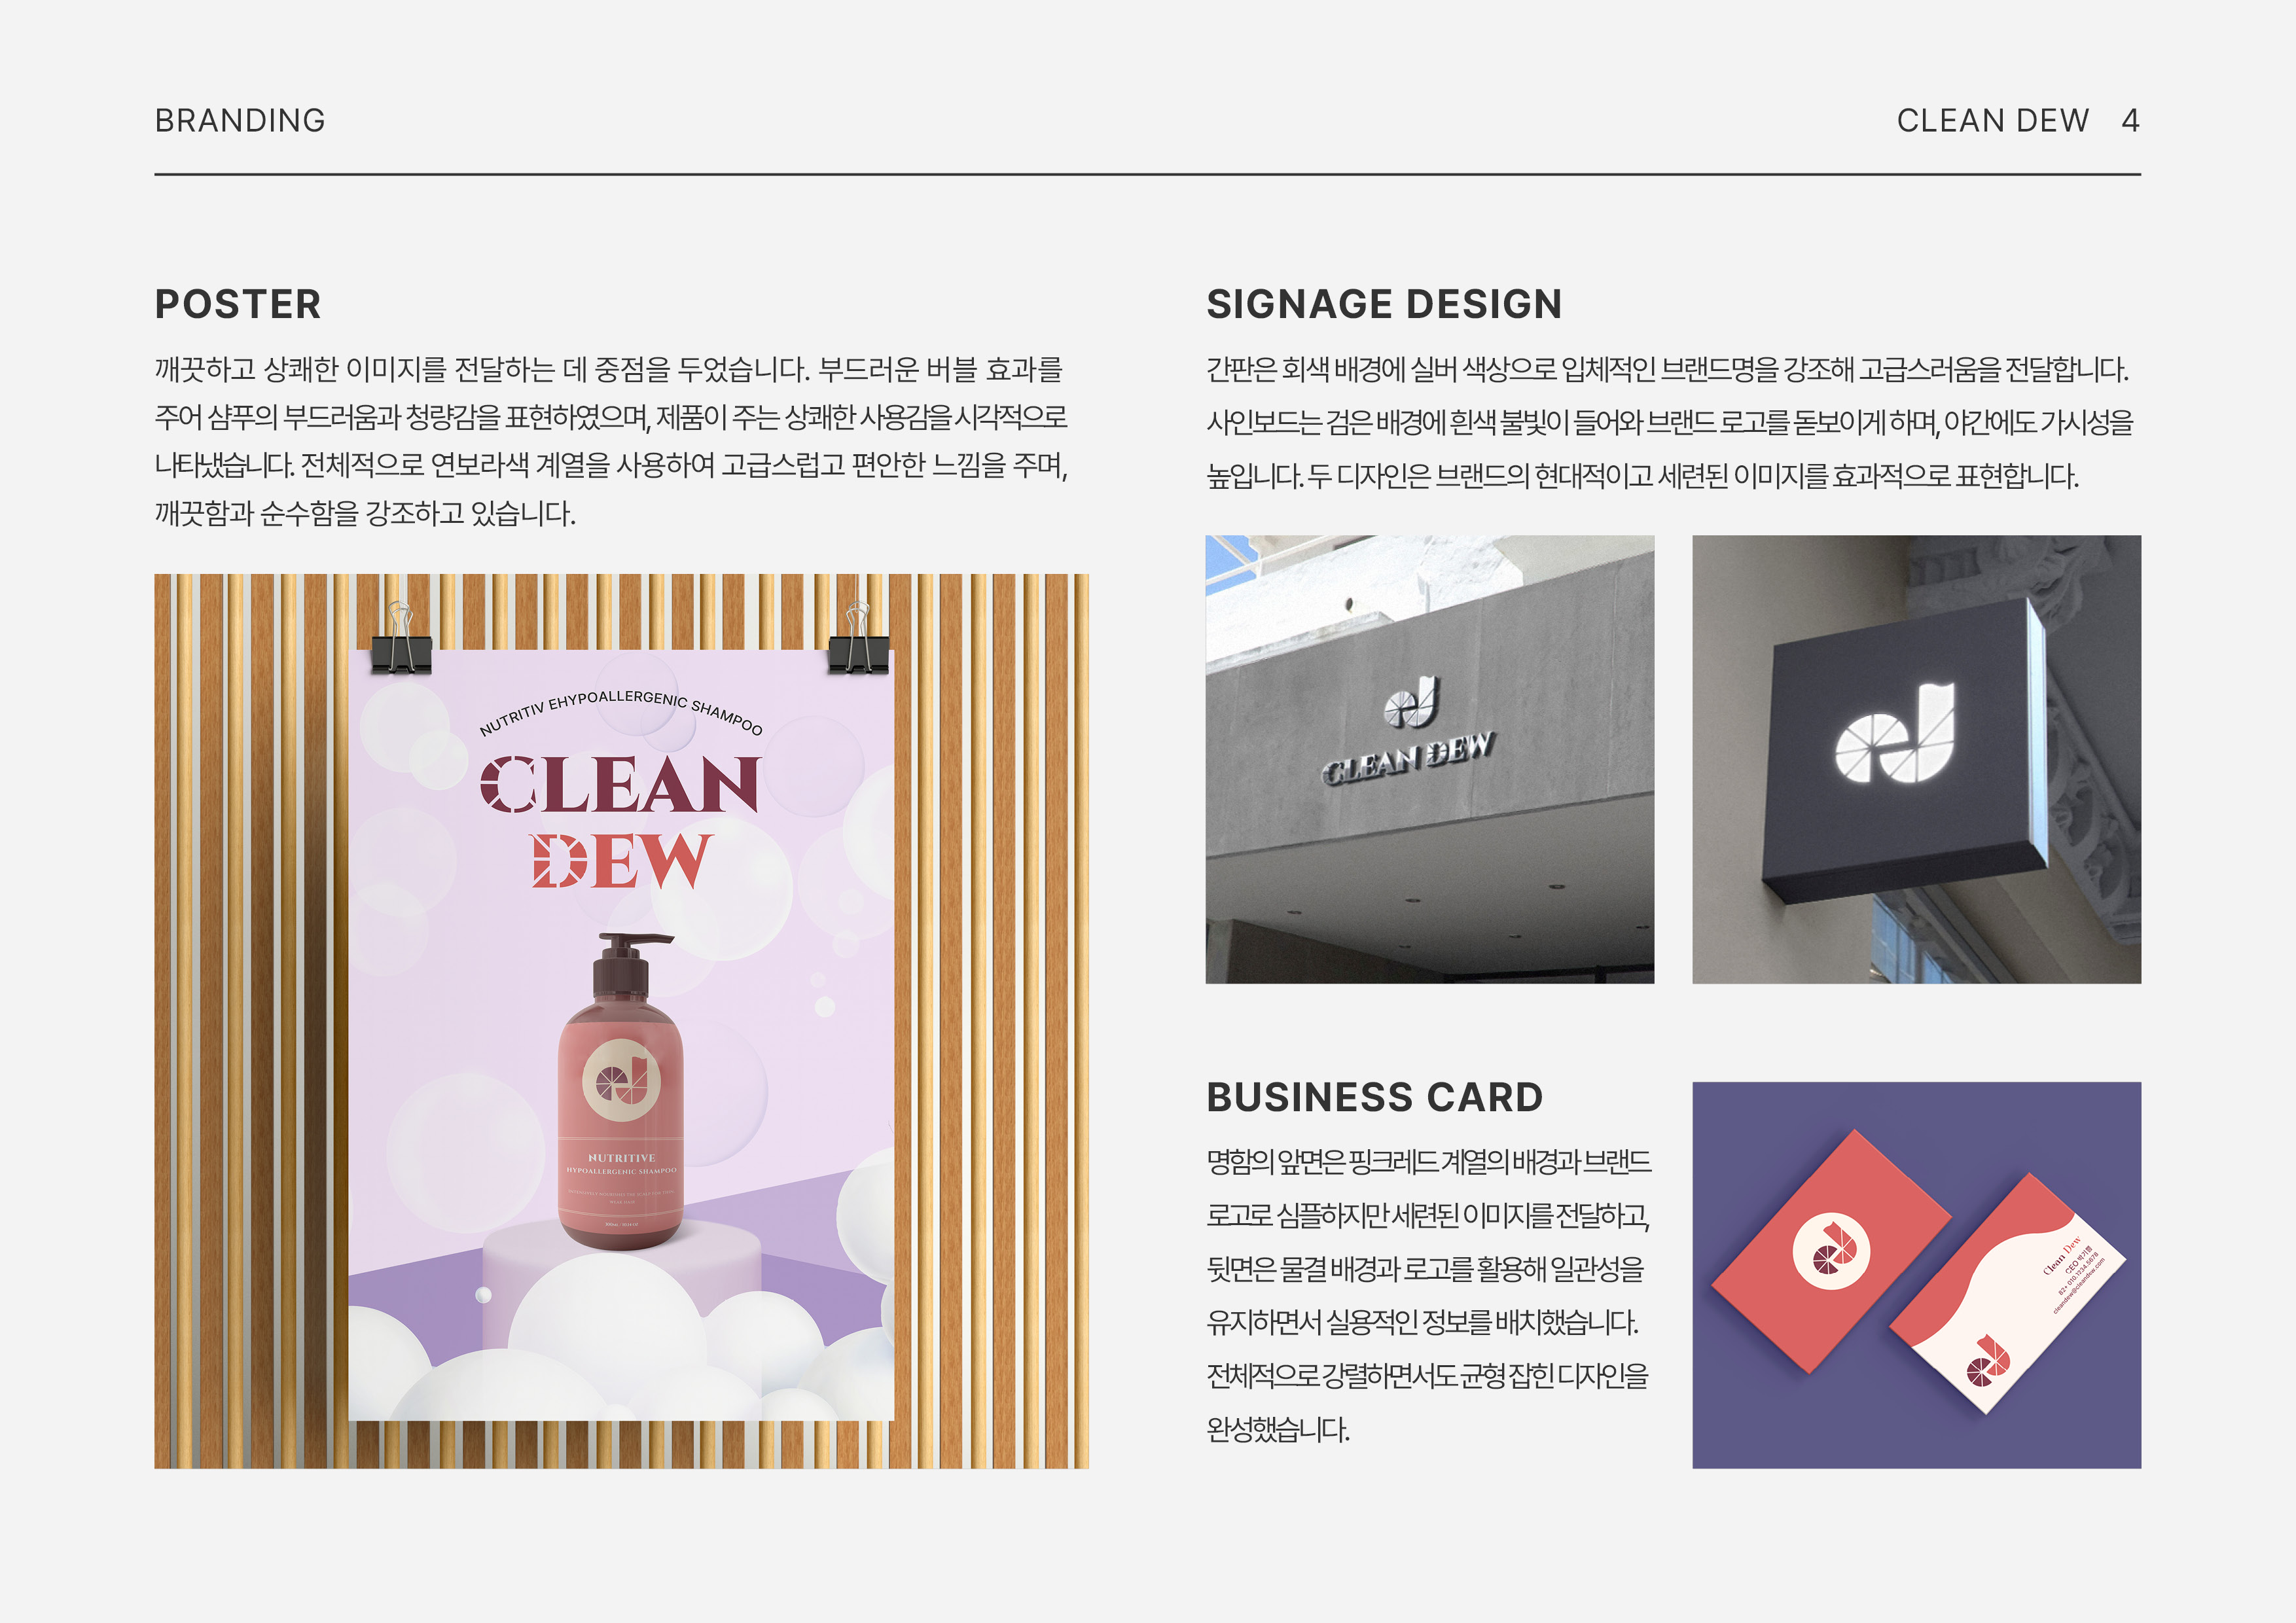 BRANDING
CLEAN DEW 4
POSTER
깨끗하고 상쾌한 이미지를 전달하는 데 중점을 두었습니다. 부드러운 버블 효과를
주어 샴푸의 부드러움과 청량감을 표현하였으며, 제품이 주는 상쾌한 사용감을 시각적으로
나타냈습니다. 전체적으로 연보라색 계열을 사용하여 고급스럽고 편안한 느낌을 주며,
깨끗함과 순수함을 강조하고 있습니다.
NUTRITIV EHYPOALLERGENIC SHAMPOO
CLEAN
DEW
NUTRITIVE
HYPOALLERGENIC SHAMPOO
SIGNAGE DESIGN
간판은 회색 배경에 실버 색상으로 입체적인 브랜드명을 강조해 고급스러움을 전달합니다.
사인보드는 검은 배경에 흰색 불빛이 들어와 브랜드 로고를 돋보이게 하며, 야간에도 가시성을
높입니다. 두 디자인은 브랜드의 현대적이고 세련된 이미지를 효과적으로 표현합니다.
CLEAN DEW
BUSINESS CARD
명함의 앞면은 핑크레드 계열의 배경과 브랜드
로고로 심플하지만 세련된 이미지를 전달하고,
뒷면은 물결 배경과 로고를 활용해 일관성을
유지하면서 실용적인 정보를 배치했습니다.
전체적으로 강렬하면서도 균형 잡힌 디자인을
완성했습니다.
Clean Dew
CEO
82+ 010.1234.5678
cleandew@cleandew.com